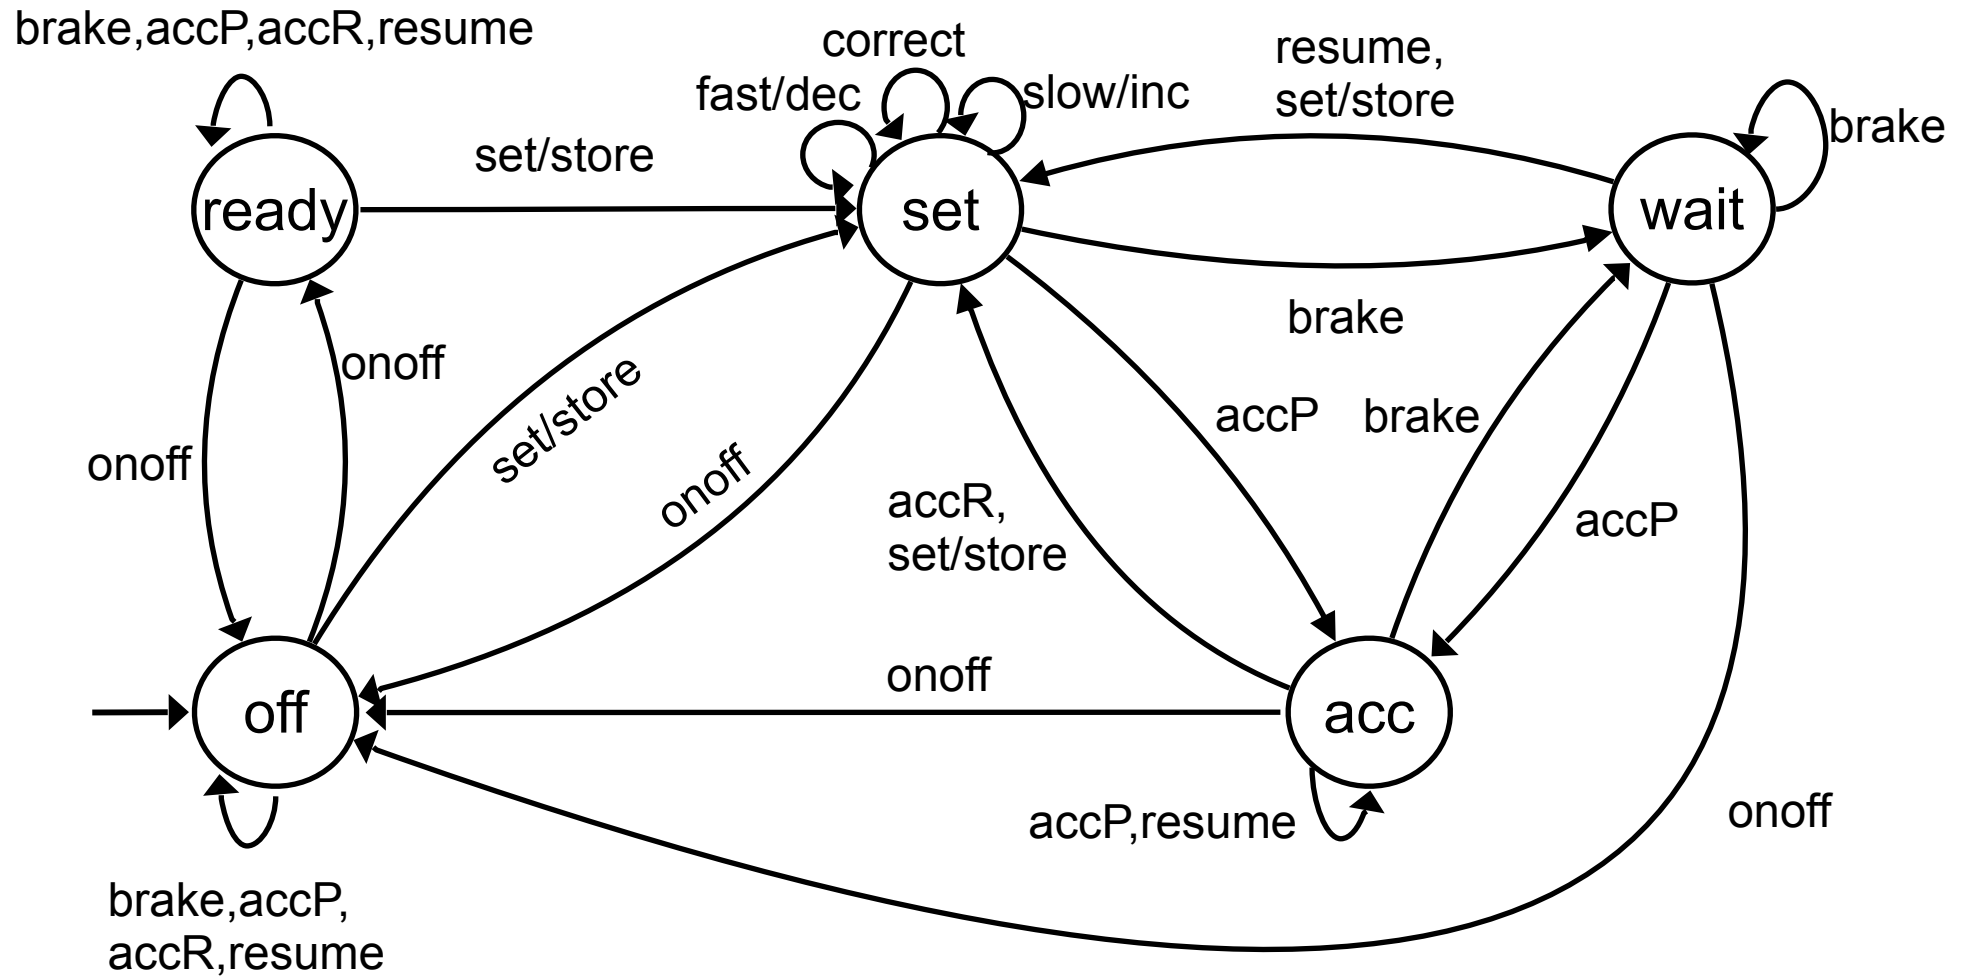 brake,accP,accR,resume
correct
fast/dec
slow/inc
resume,
set/store
brake
set/store
ready
set
wait
brake
onoff
onoff
set/store
onoff
accP
brake
accR,
set/store
accP
onoff
off
acc
accP,resume
onoff
brake,accP,
accR,resume